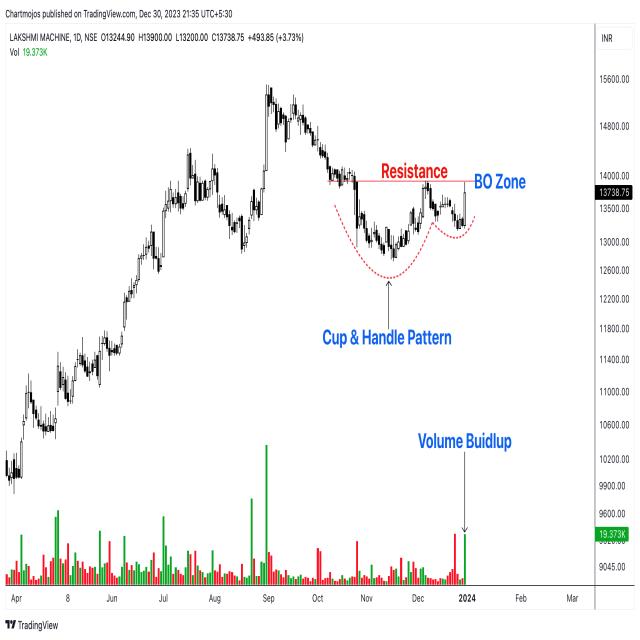 Chartmojos published on TradingView.com, Dec 30, 2023 21:35 UTC+5:30
LAKSHMI MACHINE, 1D, NSE O13244.90 H13900.00 L13200.00 C13738.75 +493.85 (+3.73%)
INR
Vol 19.373K
15600.00
14800.00
Resistance
14000.00
BO Zone
13738.75
13500.00
13000.00
12600.00
12200.00
Cup & Handle Pattern
11800.00
11400.00
11000.00
10600.00
Volume Buidlup
10200.00
9900.00
9600.00
19.373K
9045.00
Apr 8 Jun Jul Aug Sep Oct Nov Dec 2024 Feb Mar
TradingView